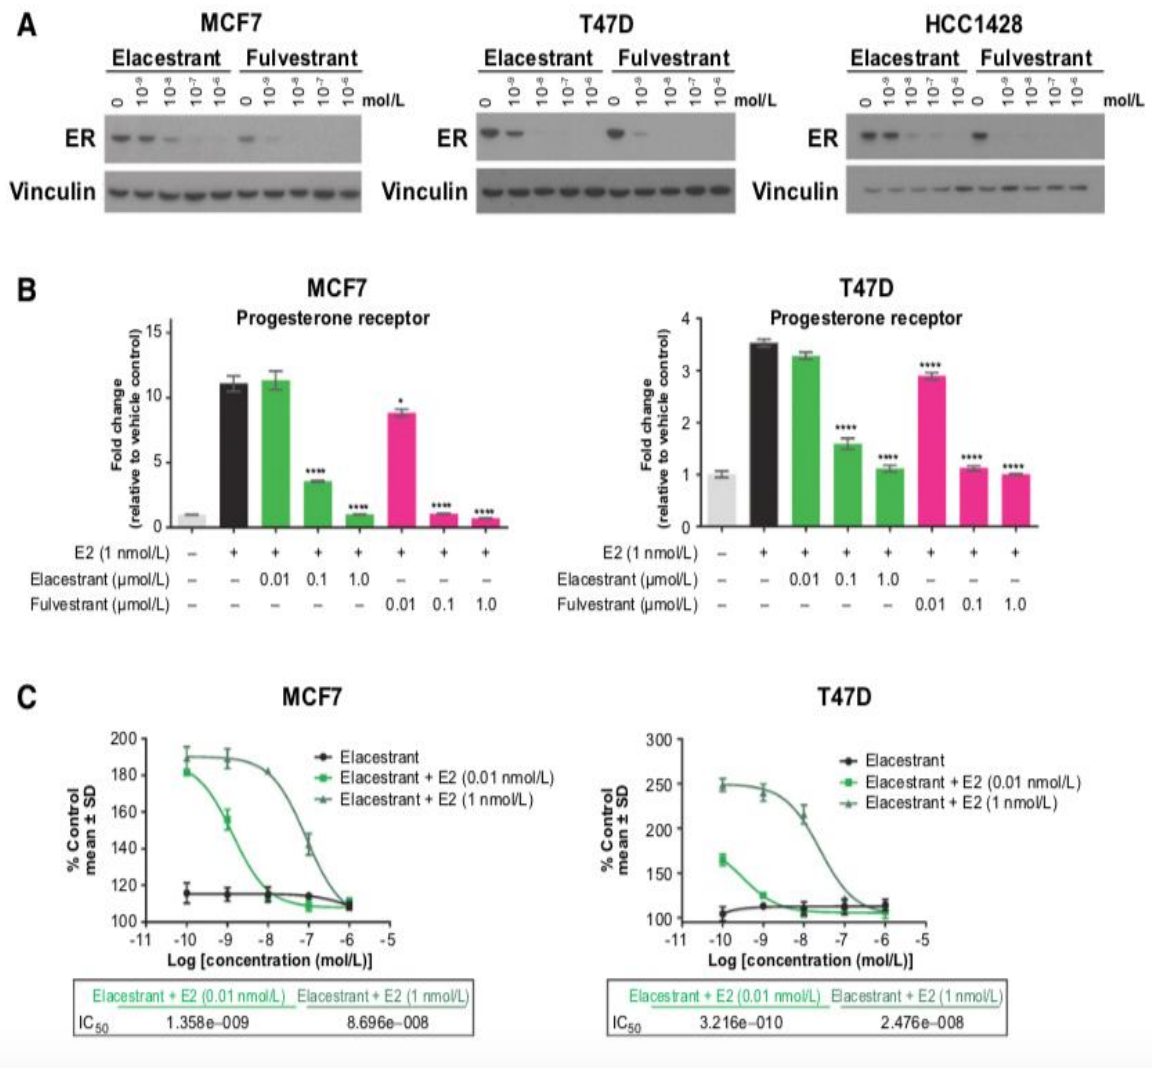 A
MCF7 T47D HCC1428
Elacestrant Fulvestrant Elacestrant Fulvestrant Elacestrant Fulvestrant
0 10⁻⁹ 10⁻⁸ 10⁻⁷ 10⁻⁶ 0 10⁻⁹ 10⁻⁸ 10⁻⁷ 10⁻⁶ mol/L 0 10⁻⁹ 10⁻⁸ 10⁻⁷ 10⁻⁶ 0 10⁻⁹ 10⁻⁸ 10⁻⁷ 10⁻⁶ mol/L 0 10⁻⁹ 10⁻⁸ 10⁻⁷ 10⁻⁶ 0 10⁻⁹ 10⁻⁸ 10⁻⁷ 10⁻⁶ mol/L
ER ER ER
Vinculin Vinculin Vinculin
B
MCF7
Progesterone receptor
Fold change
(relative to vehicle control)
15
10
5
0
**** **** * **** ****
E2 (1 nmol/L) – + + + + + + +
Elacestrant (µmol/L) – – 0.01 0.1 1.0 – – –
Fulvestrant (µmol/L) – – – – – 0.01 0.1 1.0
T47D
Progesterone receptor
Fold change
(relative to vehicle control)
4
3
2
1
0
**** **** **** **** ****
E2 (1 nmol/L) – + + + + + + +
Elacestrant (µmol/L) – – 0.01 0.1 1.0 – – –
Fulvestrant (µmol/L) – – – – – 0.01 0.1 1.0
C
MCF7
% Control
mean ± SD
200
180
160
140
120
100
-11 -10 -9 -8 -7 -6 -5
Log [concentration (mol/L)]
Elacestrant
Elacestrant + E2 (0.01 nmol/L)
Elacestrant + E2 (1 nmol/L)
Elacestrant + E2 (0.01 nmol/L) Elacestrant + E2 (1 nmol/L)
IC₅₀ 1.358e–009 8.696e–008
T47D
% Control
mean ± SD
300
250
200
150
100
-11 -10 -9 -8 -7 -6 -5
Log [concentration (mol/L)]
Elacestrant
Elacestrant + E2 (0.01 nmol/L)
Elacestrant + E2 (1 nmol/L)
Elacestrant + E2 (0.01 nmol/L) Elacestrant + E2 (1 nmol/L)
IC₅₀ 3.216e–010 2.476e–008